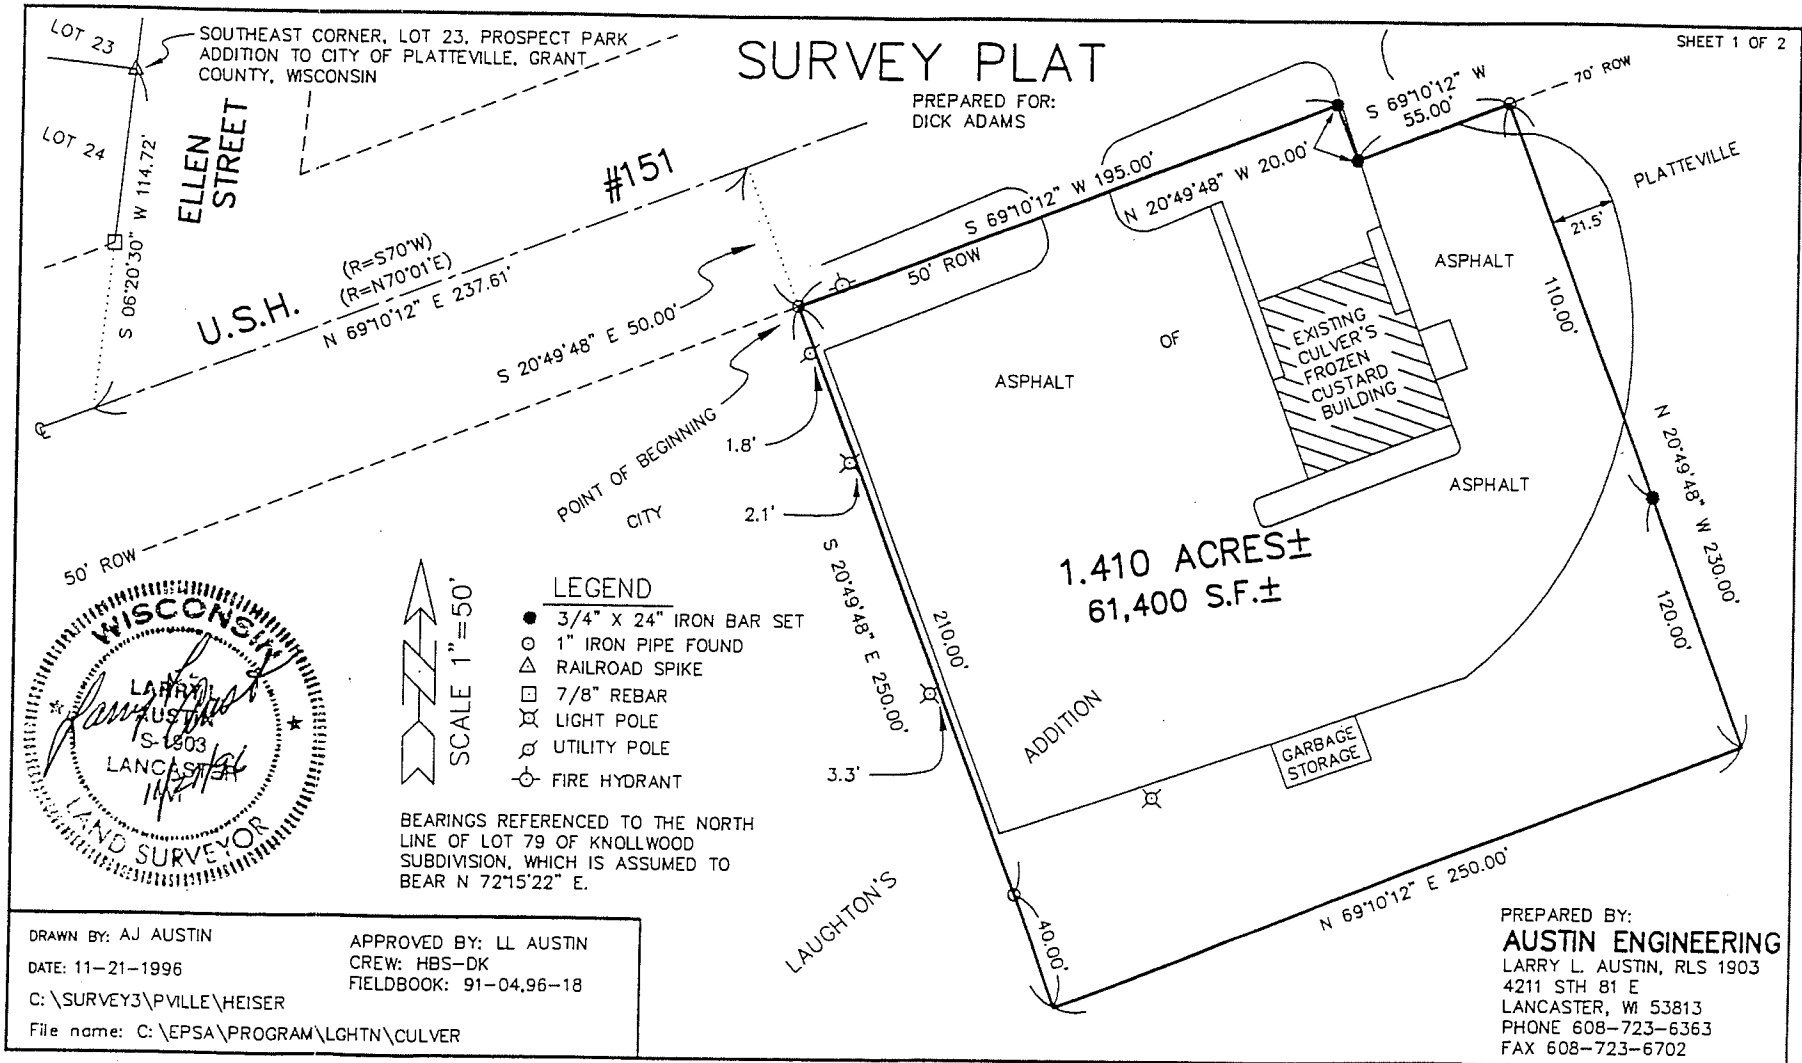 SHEET 1 OF 2
SURVEY PLAT
PREPARED FOR:
DICK ADAMS
LOT 23
SOUTHEAST CORNER, LOT 23, PROSPECT PARK
ADDITION TO CITY OF PLATTEVILLE, GRANT
COUNTY, WISCONSIN
LOT 24
S 06°20'30" W 114.72'
ELLEN
STREET
U.S.H.
#151
(R=S70°W)
(R=N70°01'E)
N 69°10'12" E 237.61'
S 20°49'48" E 50.00'
50' ROW
POINT OF BEGINNING
CITY
S 69°10'12" W 195.00'
50' ROW
N 20°49'48" W 20.00'
S 69°10'12" W
55.00'
70' ROW
PLATTEVILLE
21.5'
110.00'
ASPHALT
OF
ASPHALT
EXISTING
CULVER'S
FROZEN
CUSTARD
BUILDING
ASPHALT
N 20°49'48" W 230.00'
120.00'
1.8'
2.1'
3.3'
S 20°49'48" E 250.00'
210.00'
40.00'
1.410 ACRES±
61,400 S.F.±
ADDITION
GARBAGE
STORAGE
LAUGHTON'S
N 69°10'12" E 250.00'
WISCONSIN
LARRY L.
AUSTIN
S-1903
LANCASTER
11/21/96
LAND SURVEYOR
SCALE 1"=50'
LEGEND
3/4" X 24" IRON BAR SET
1" IRON PIPE FOUND
RAILROAD SPIKE
7/8" REBAR
LIGHT POLE
UTILITY POLE
FIRE HYDRANT
BEARINGS REFERENCED TO THE NORTH
LINE OF LOT 79 OF KNOLLWOOD
SUBDIVISION, WHICH IS ASSUMED TO
BEAR N 72°15'22" E.
DRAWN BY: AJ AUSTIN
DATE: 11-21-1996
C:\SURVEY3\PVILLE\HEISER
File name: C:\EPSA\PROGRAM\LGHTN\CULVER
APPROVED BY: LL AUSTIN
CREW: HBS-DK
FIELDBOOK: 91-04,96-18
PREPARED BY:
AUSTIN ENGINEERING
LARRY L. AUSTIN, RLS 1903
4211 STH 81 E
LANCASTER, WI 53813
PHONE 608-723-6363
FAX 608-723-6702